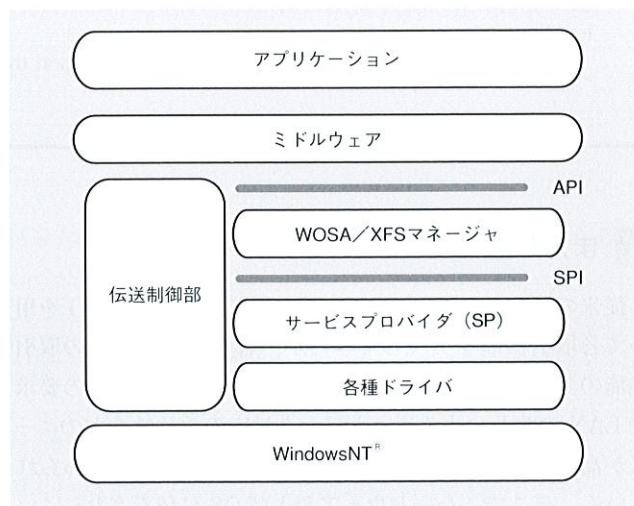 アプリケーション
ミドルウェア
API
WOSA／XFSマネージャ
SPI
伝送制御部
サービスプロバイダ（SP）
各種ドライバ
WindowsNT®